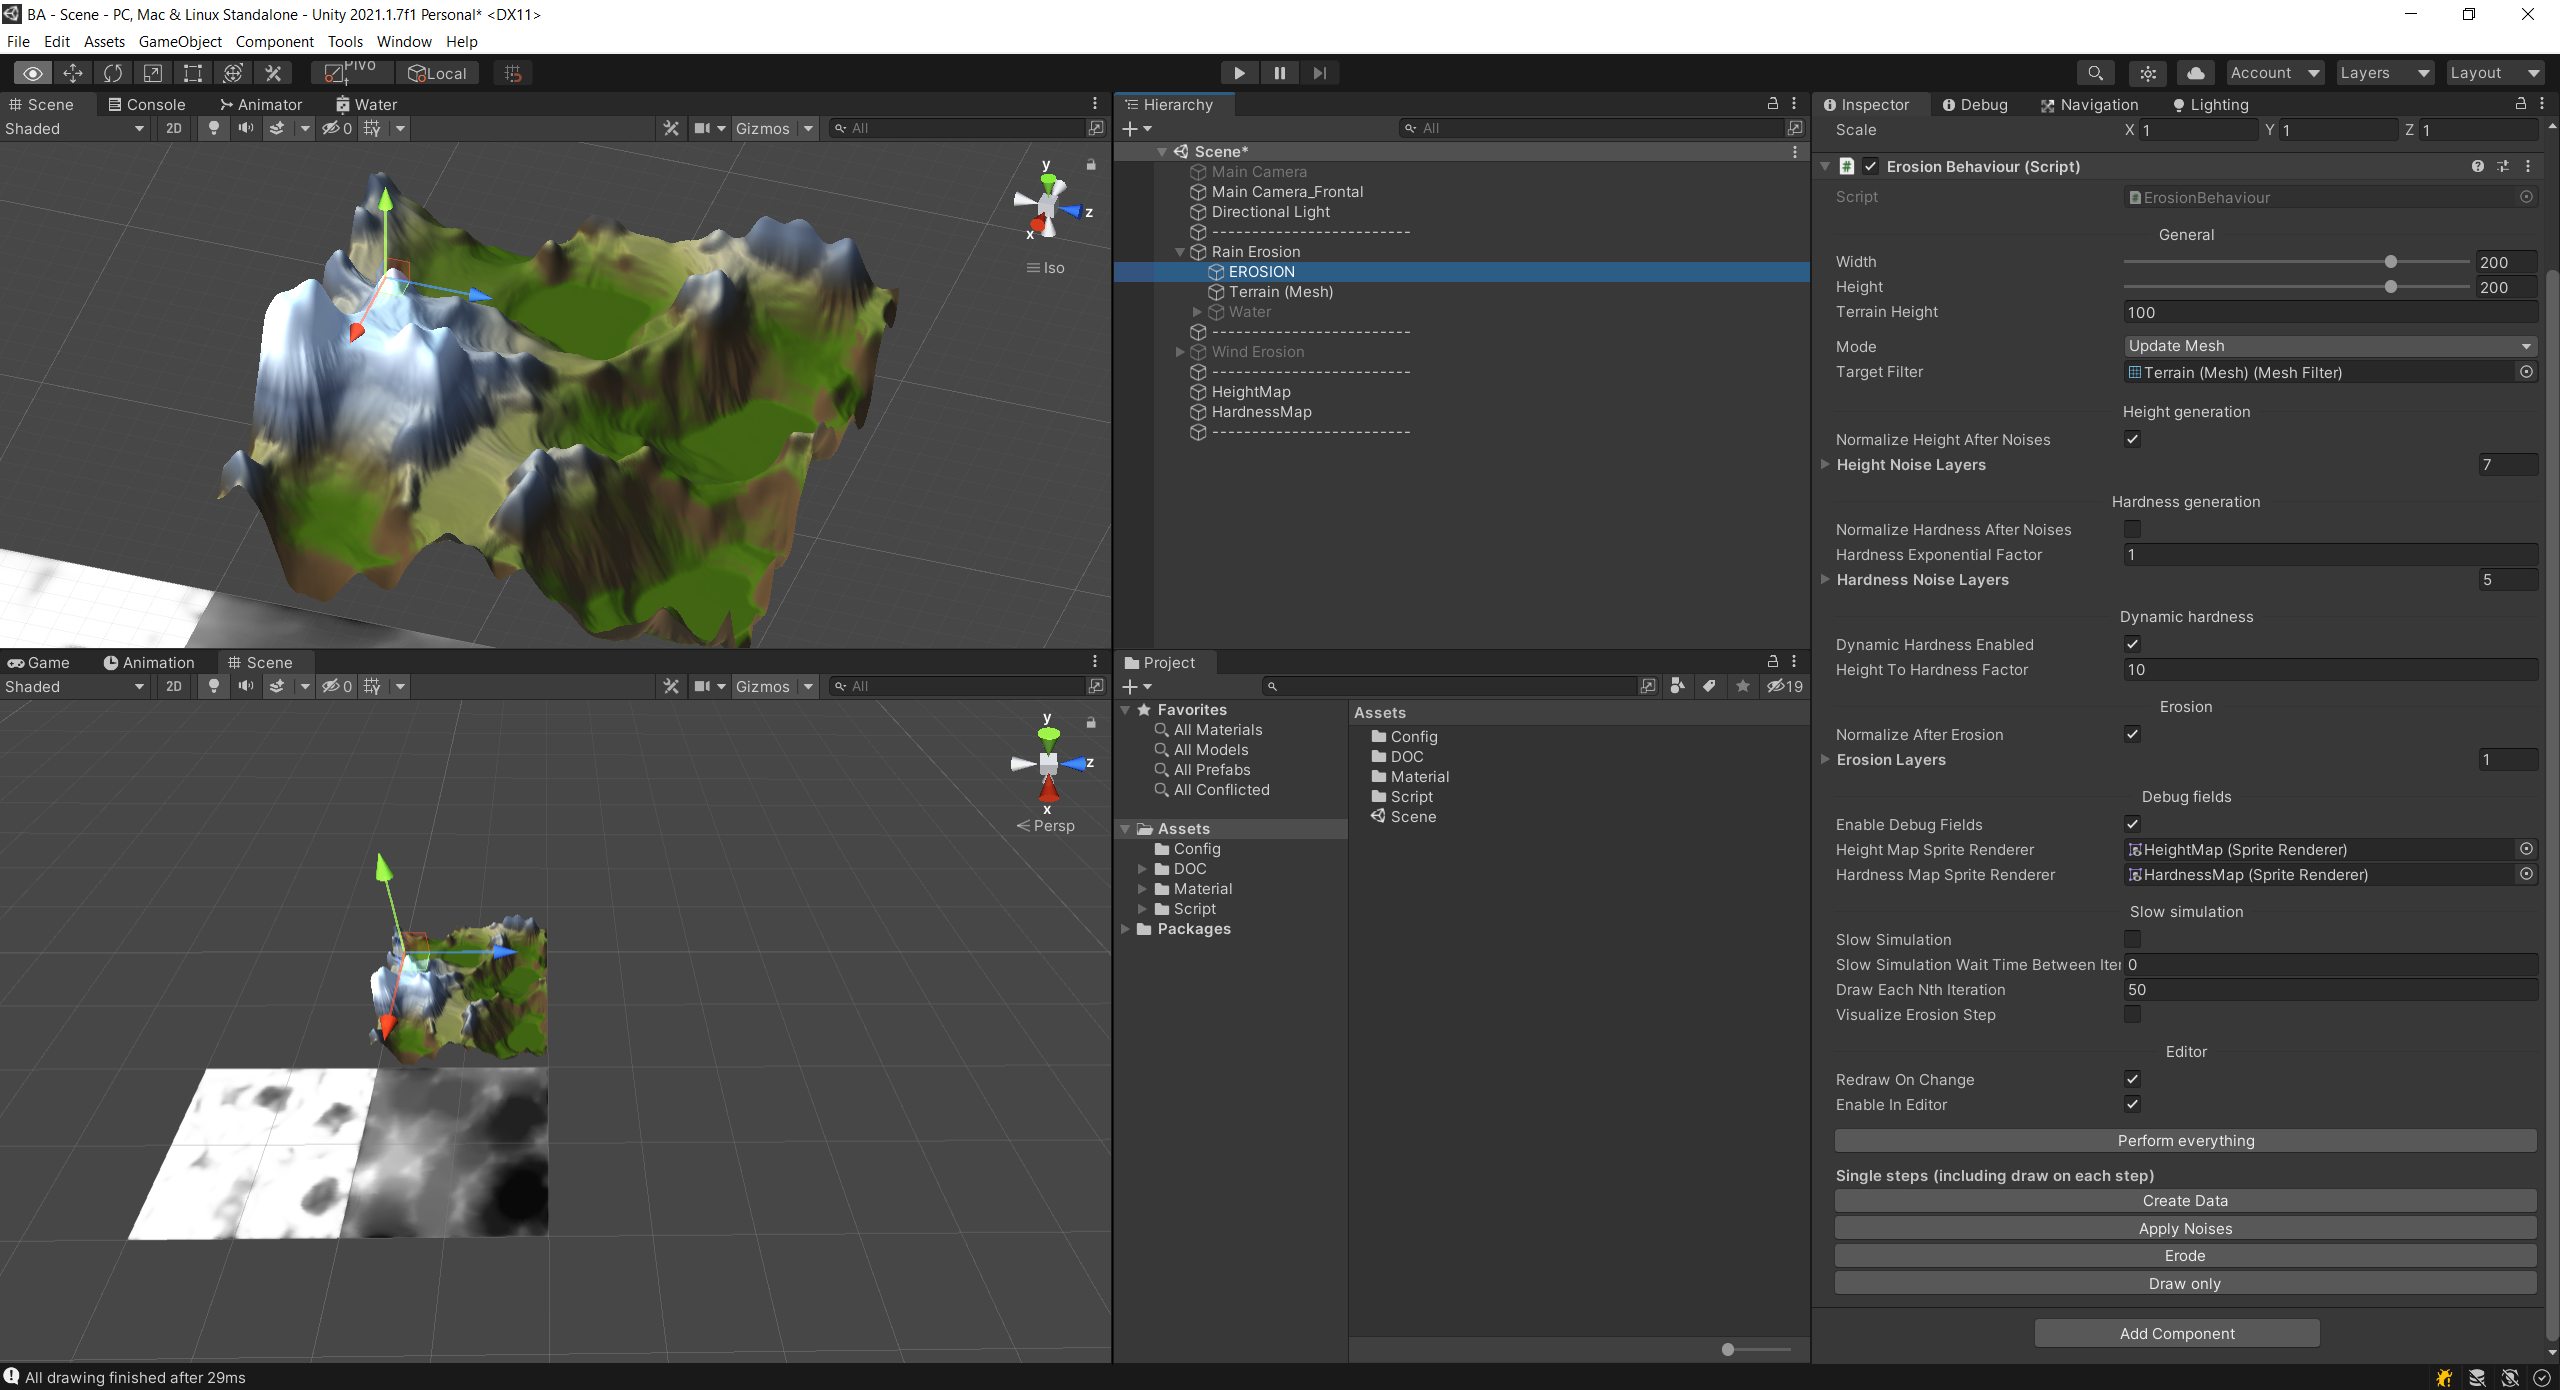 BA - Scene - PC, Mac & Linux Standalone - Unity 2021.1.7f1 Personal* <DX11>
File Edit Assets GameObject Component Tools Window Help
Pivot Local Account Layers Layout
Scene Console Animator Water
Shaded 2D 0 Gizmos All
y
z
x
Iso
Game Animation Scene
Shaded 2D 0 Gizmos All
y
z
x
Persp
Hierarchy
All
Scene*
Main Camera
Main Camera_Frontal
Directional Light
-------------------------
Rain Erosion
EROSION
Terrain (Mesh)
Water
-------------------------
Wind Erosion
-------------------------
HeightMap
HardnessMap
-------------------------
Project
19
Favorites
All Materials
All Models
All Prefabs
All Conflicted
Assets
Config
DOC
Material
Script
Packages
Assets
Config
DOC
Material
Script
Scene
Inspector Debug Navigation Lighting
Scale X 1 Y 1 Z 1
# Erosion Behaviour (Script)
Script ErosionBehaviour
General
Width 200
Height 200
Terrain Height 100
Mode Update Mesh
Target Filter Terrain (Mesh) (Mesh Filter)
Height generation
Normalize Height After Noises
Height Noise Layers 7
Hardness generation
Normalize Hardness After Noises
Hardness Exponential Factor 1
Hardness Noise Layers 5
Dynamic hardness
Dynamic Hardness Enabled
Height To Hardness Factor 10
Erosion
Normalize After Erosion
Erosion Layers 1
Debug fields
Enable Debug Fields
Height Map Sprite Renderer HeightMap (Sprite Renderer)
Hardness Map Sprite Renderer HardnessMap (Sprite Renderer)
Slow simulation
Slow Simulation
Slow Simulation Wait Time Between Iter 0
Draw Each Nth Iteration 50
Visualize Erosion Step
Editor
Redraw On Change
Enable In Editor
Perform everything
Single steps (including draw on each step)
Create Data
Apply Noises
Erode
Draw only
Add Component
All drawing finished after 29ms